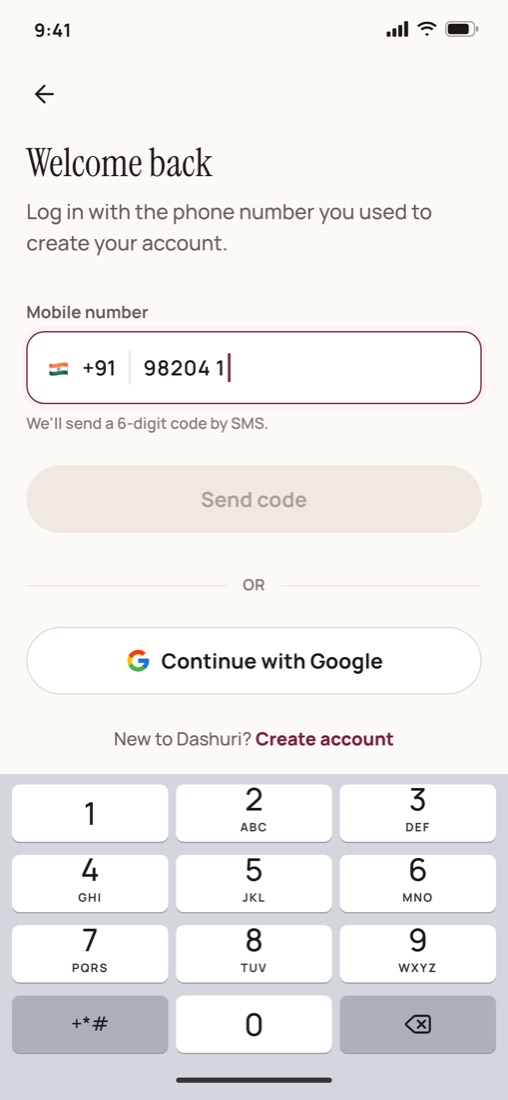 9:41
Welcome back
Log in with the phone number you used to
create your account.
Mobile number
+91 98204 1
We'll send a 6-digit code by SMS.
Send code
OR
Continue with Google
New to Dashuri? Create account
1 2 3
ABC DEF
4 5 6
GHI JKL MNO
7 8 9
PQRS TUV WXYZ
+*# 0